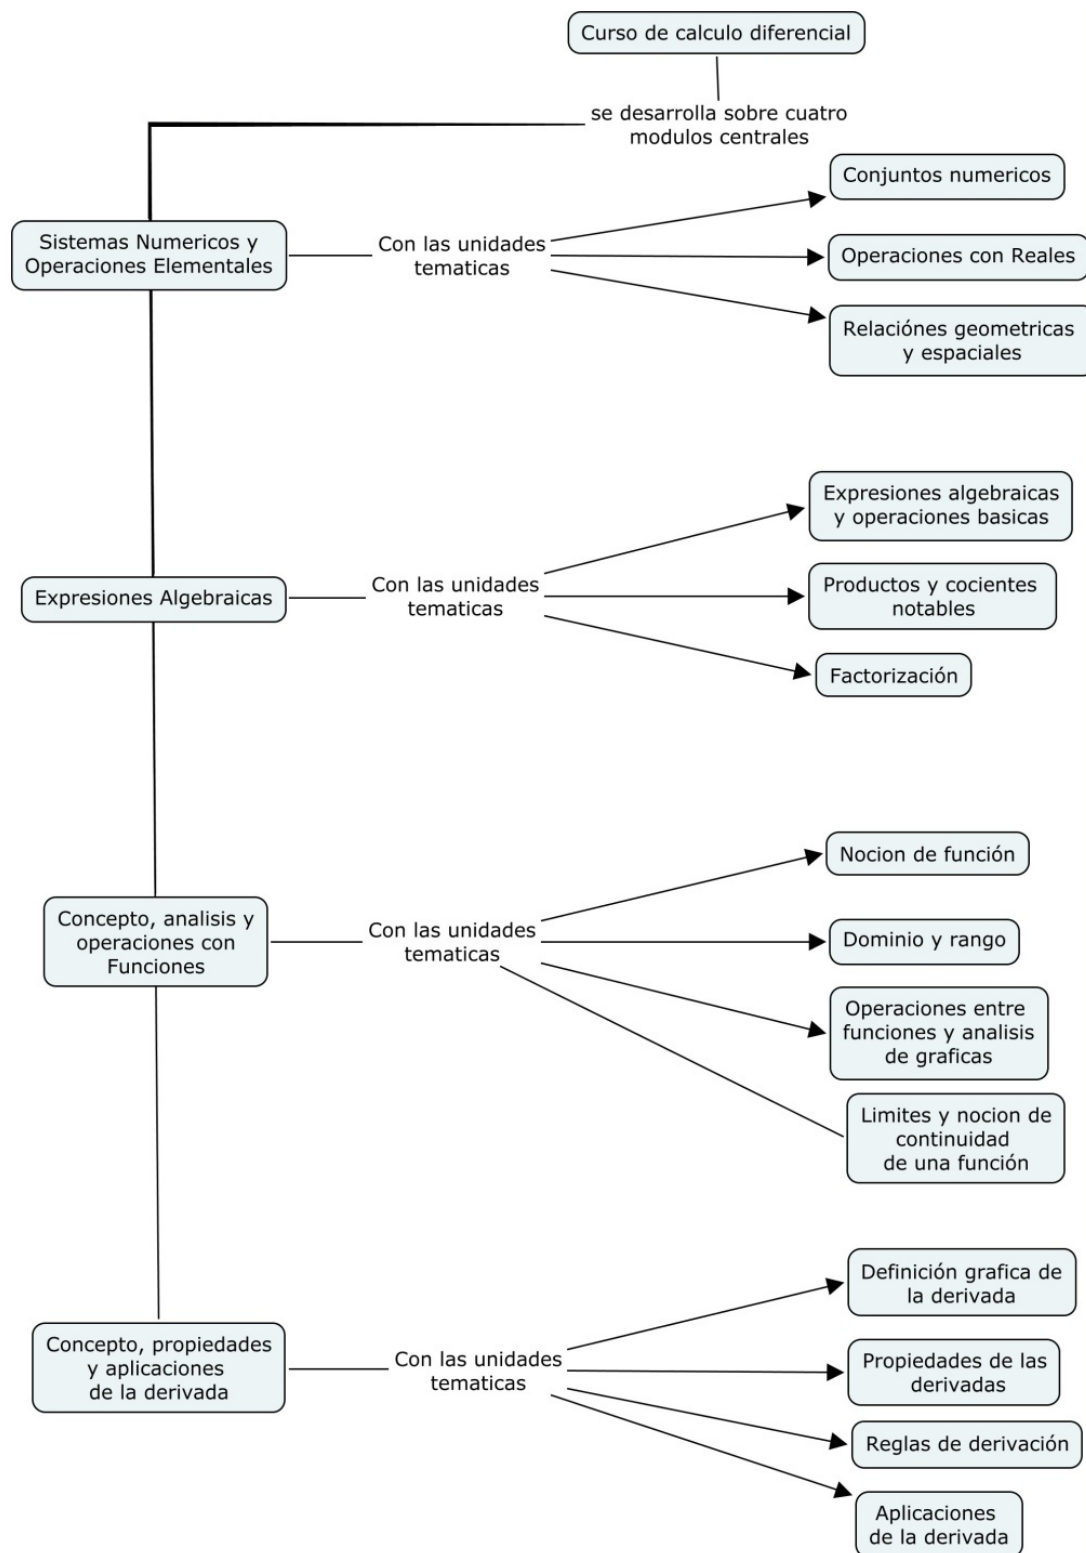 Curso de calculo diferencial
se desarrolla sobre cuatro
modulos centrales
Sistemas Numericos y
Operaciones Elementales
Con las unidades
tematicas
Conjuntos numericos
Operaciones con Reales
Relaciónes geometricas
y espaciales
Expresiones Algebraicas
Con las unidades
tematicas
Expresiones algebraicas
y operaciones basicas
Productos y cocientes
notables
Factorización
Concepto, analisis y
operaciones con
Funciones
Con las unidades
tematicas
Nocion de función
Dominio y rango
Operaciones entre
funciones y analisis
de graficas
Limites y nocion de
continuidad
de una función
Concepto, propiedades
y aplicaciones
de la derivada
Con las unidades
tematicas
Definición grafica de
la derivada
Propiedades de las
derivadas
Reglas de derivación
Aplicaciones
de la derivada